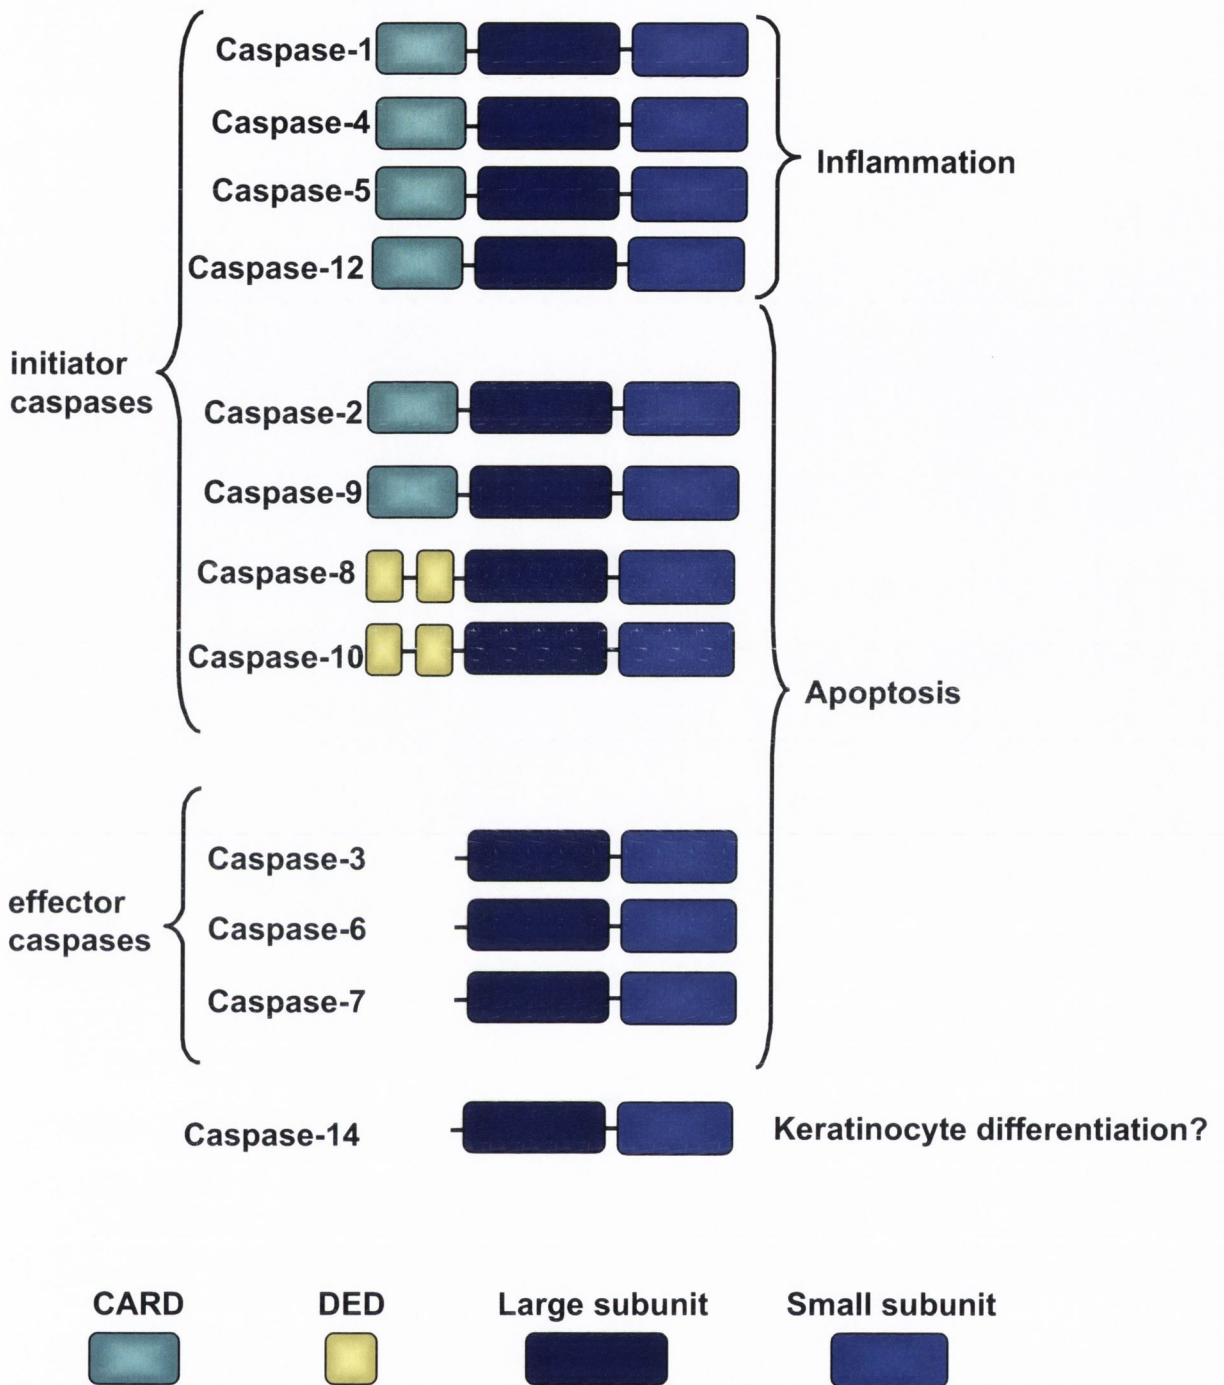 Caspase-1
Caspase-4
Caspase-5
Caspase-12
Inflammation
initiator
caspases
Caspase-2
Caspase-9
Caspase-8
Caspase-10
Apoptosis
effector
caspases
Caspase-3
Caspase-6
Caspase-7
Caspase-14
Keratinocyte differentiation?
CARD
DED
Large subunit
Small subunit